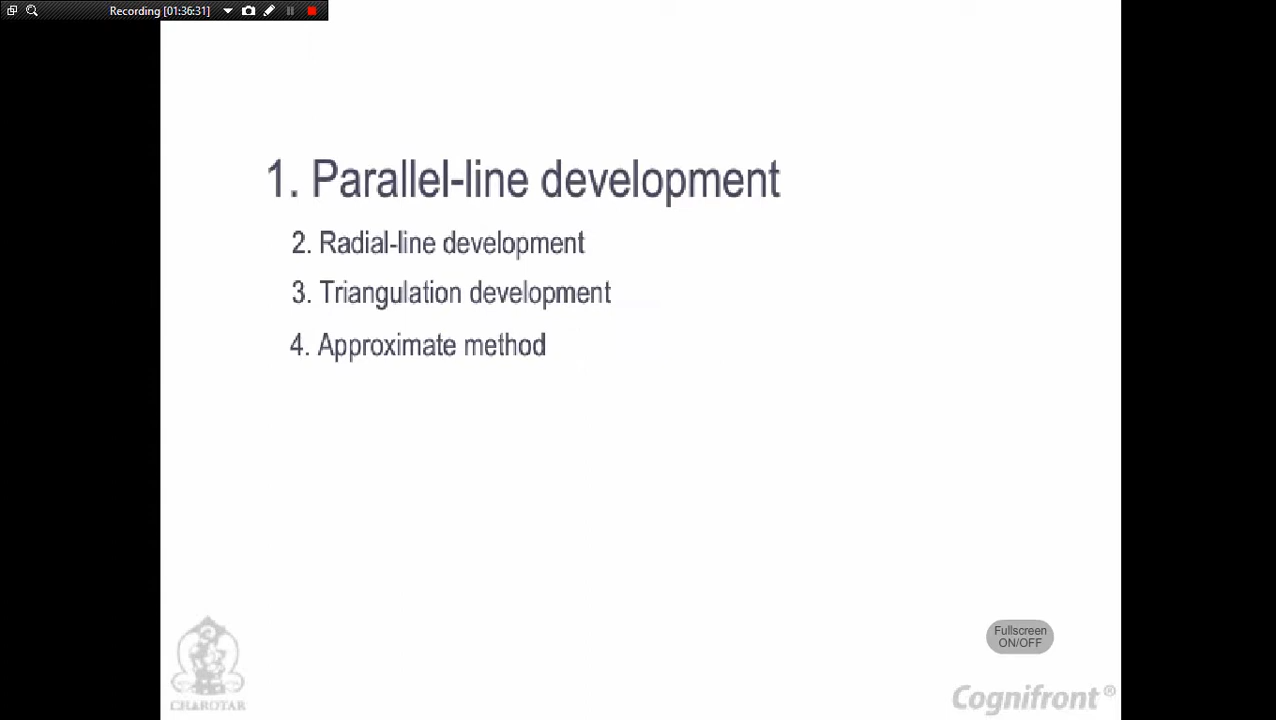 Recording [01:36:31]
1. Parallel-line development
2. Radial-line development
3. Triangulation development
4. Approximate method
Fullscreen
ON/OFF
CHAROTAR
Cognifront ®